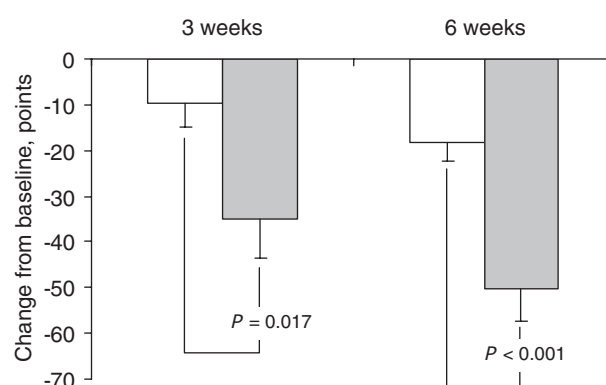 3 weeks 6 weeks
0
-10
-20
-30
-40
-50
-60
-70
Change from baseline, points
P = 0.017
P < 0.001